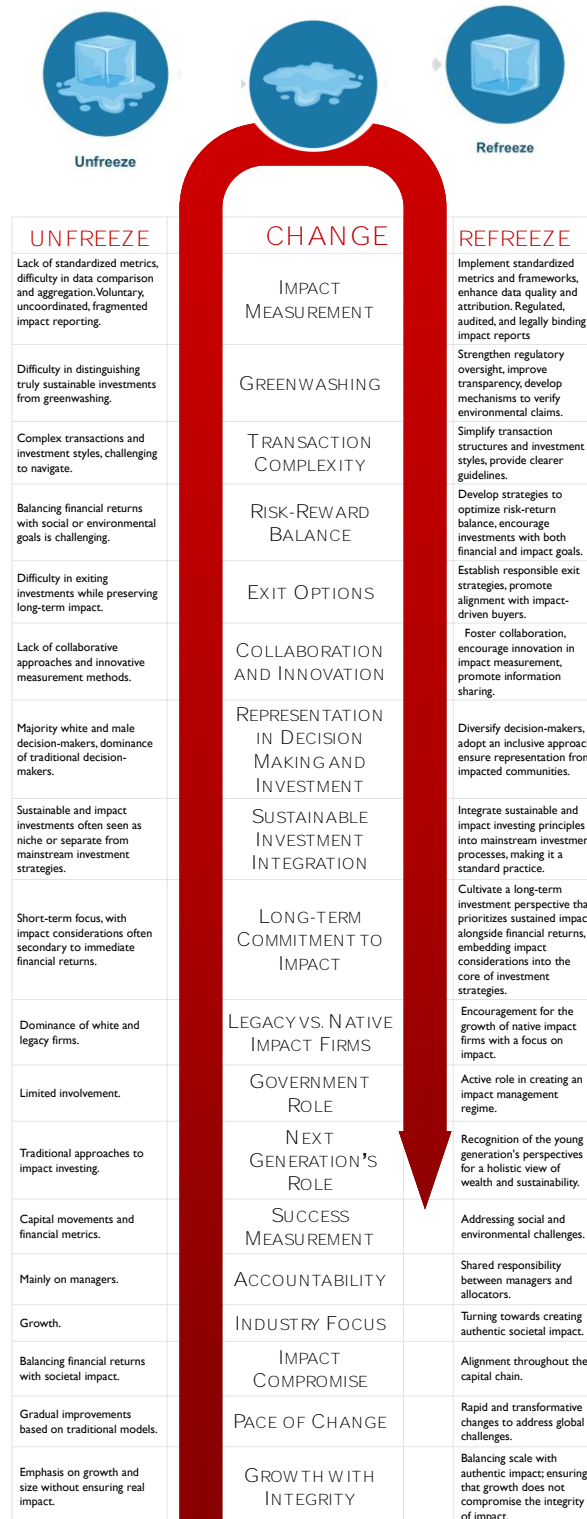 Unfreeze
Refreeze
UNFREEZE
CHANGE
REFREEZE
Lack of standardized metrics,
difficulty in data comparison
and aggregation. Voluntary,
uncoordinated, fragmented
impact reporting.
IMPACT
MEASUREMENT
Implement standardized
metrics and frameworks,
enhance data quality and
attribution. Regulated,
audited, and legally binding
impact reports
Difficulty in distinguishing
truly sustainable investments
from greenwashing.
GREENWASHING
Strengthen regulatory
oversight, improve
transparency, develop
mechanisms to verify
environmental claims.
Complex transactions and
investment styles, challenging
to navigate.
TRANSACTION
COMPLEXITY
Simplify transaction
structures and investment
styles, provide clearer
guidelines.
Balancing financial returns
with social or environmental
goals is challenging.
RISK-REWARD
BALANCE
Develop strategies to
optimize risk-return
balance, encourage
investments with both
financial and impact goals.
Difficulty in exiting
investments while preserving
long-term impact.
EXIT OPTIONS
Establish responsible exit
strategies, promote
alignment with impact-
driven buyers.
Lack of collaborative
approaches and innovative
measurement methods.
COLLABORATION
AND INNOVATION
Foster collaboration,
encourage innovation in
impact measurement,
promote information
sharing.
Majority white and male
decision-makers, dominance
of traditional decision-
makers.
REPRESENTATION
IN DECISION
MAKING AND
INVESTMENT
Diversify decision-makers,
adopt an inclusive approac
ensure representation fron
impacted communities.
Sustainable and impact
investments often seen as
niche or separate from
mainstream investment
strategies.
SUSTAINABLE
INVESTMENT
INTEGRATION
Integrate sustainable and
impact investing principles
into mainstream investmen
processes, making it a
standard practice.
Short-term focus, with
impact considerations often
secondary to immediate
financial returns.
LONG-TERM
COMMITMENT TO
IMPACT
Cultivate a long-term
investment perspective tha
prioritizes sustained impac
alongside financial returns,
embedding impact
considerations into the
core of investment
strategies.
Dominance of white and
legacy firms.
LEGACY VS. NATIVE
IMPACT FIRMS
Encouragement for the
growth of native impact
firms with a focus on
impact.
Limited involvement.
GOVERNMENT
ROLE
Active role in creating an
impact management
regime.
Traditional approaches to
impact investing.
NEXT
GENERATION'S
ROLE
Recognition of the young
generation's perspectives
for a holistic view of
wealth and sustainability.
Capital movements and
financial metrics.
SUCCESS
MEASUREMENT
Addressing social and
environmental challenges.
Mainly on managers.
ACCOUNTABILITY
Shared responsibility
between managers and
allocators.
Growth.
INDUSTRY FOCUS
Turning towards creating
authentic societal impact.
Balancing financial returns
with societal impact.
IMPACT
COMPROMISE
Alignment throughout the
capital chain.
Gradual improvements
based on traditional models.
PACE OF CHANGE
Rapid and transformative
changes to address global
challenges.
Emphasis on growth and
size without ensuring real
impact.
GROWTH WITH
INTEGRITY
Balancing scale with
authentic impact; ensuring
that growth does not
compromise the integrity
of impact.